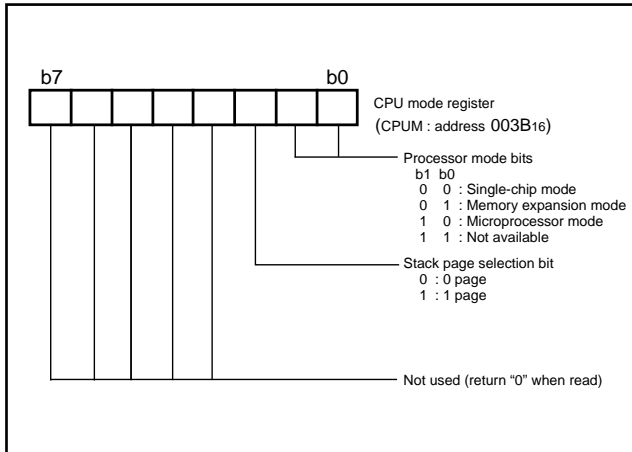 b7 b0
CPU mode register
(CPUM : address 003B16)
Processor mode bits
b1 b0
0 0 : Single-chip mode
0 1 : Memory expansion mode
1 0 : Microprocessor mode
1 1 : Not available
Stack page selection bit
0 : 0 page
1 : 1 page
Not used (return “0” when read)